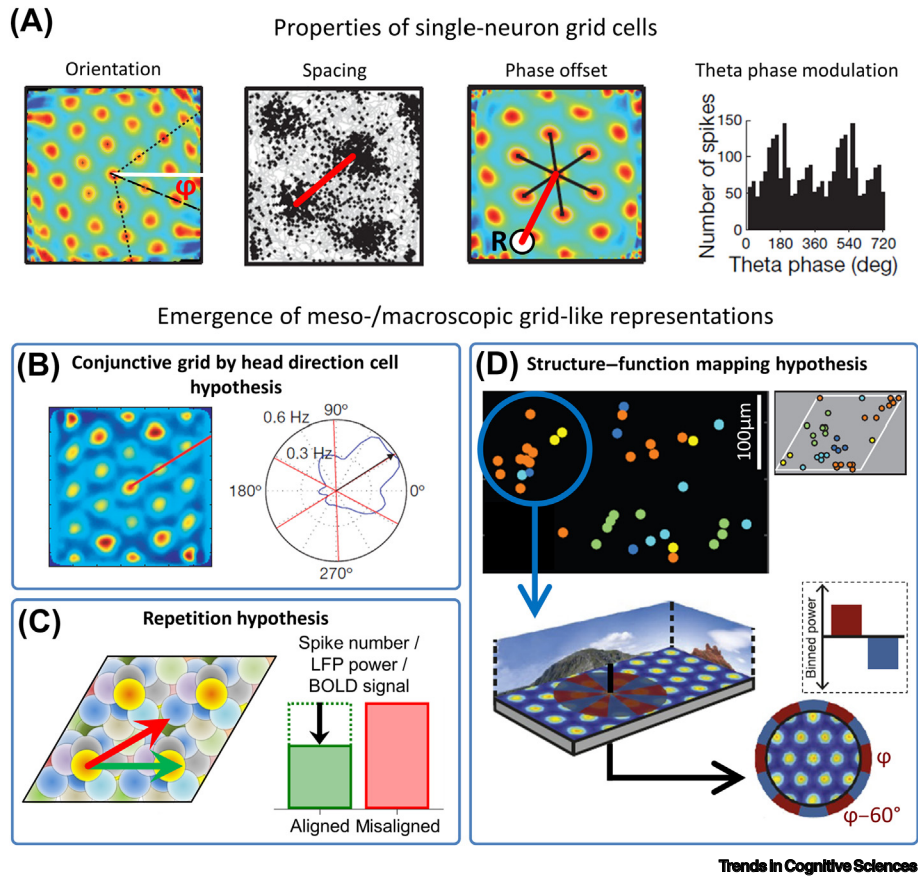 (A)
Properties of single-neuron grid cells
Orientation
Spacing
Phase offset
Theta phase modulation
φ
R
Number of spikes
150
100
50
0
0 180 360 540 720
Theta phase (deg)
Emergence of meso-/macroscopic grid-like representations
(B)
Conjunctive grid by head direction cell
hypothesis
0.6 Hz
90°
0.3 Hz
180°
0°
270°
(C)
Repetition hypothesis
Spike number /
LFP power /
BOLD signal
Aligned Misaligned
(D)
Structure–function mapping hypothesis
100μm
Binned power
φ
φ−60°
Trends in Cognitive Sciences